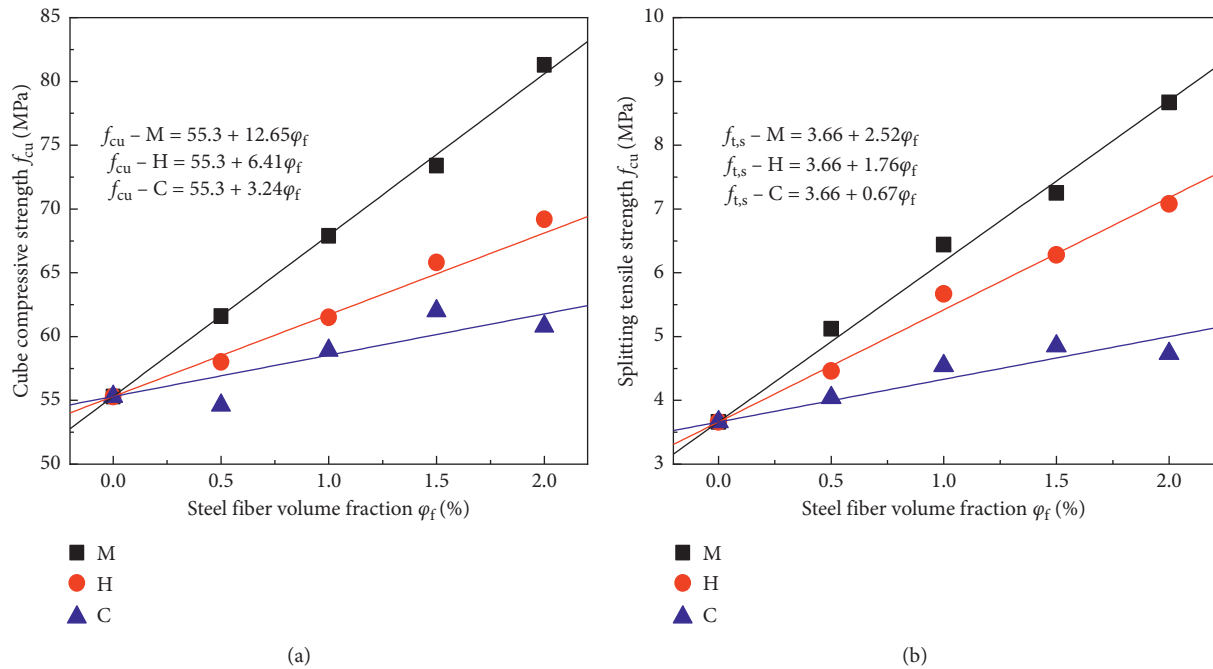 Cube compressive strength f_cu (MPa)
85
80
75
70
65
60
55
50
f_cu – M = 55.3 + 12.65φ_f
f_cu – H = 55.3 + 6.41φ_f
f_cu – C = 55.3 + 3.24φ_f
0.0 0.5 1.0 1.5 2.0
Steel fiber volume fraction φ_f (%)
M
H
C
(a)
Splitting tensile strength f_cu (MPa)
10
9
8
7
6
5
4
3
f_t,s – M = 3.66 + 2.52φ_f
f_t,s – H = 3.66 + 1.76φ_f
f_t,s – C = 3.66 + 0.67φ_f
0.0 0.5 1.0 1.5 2.0
Steel fiber volume fraction φ_f (%)
M
H
C
(b)